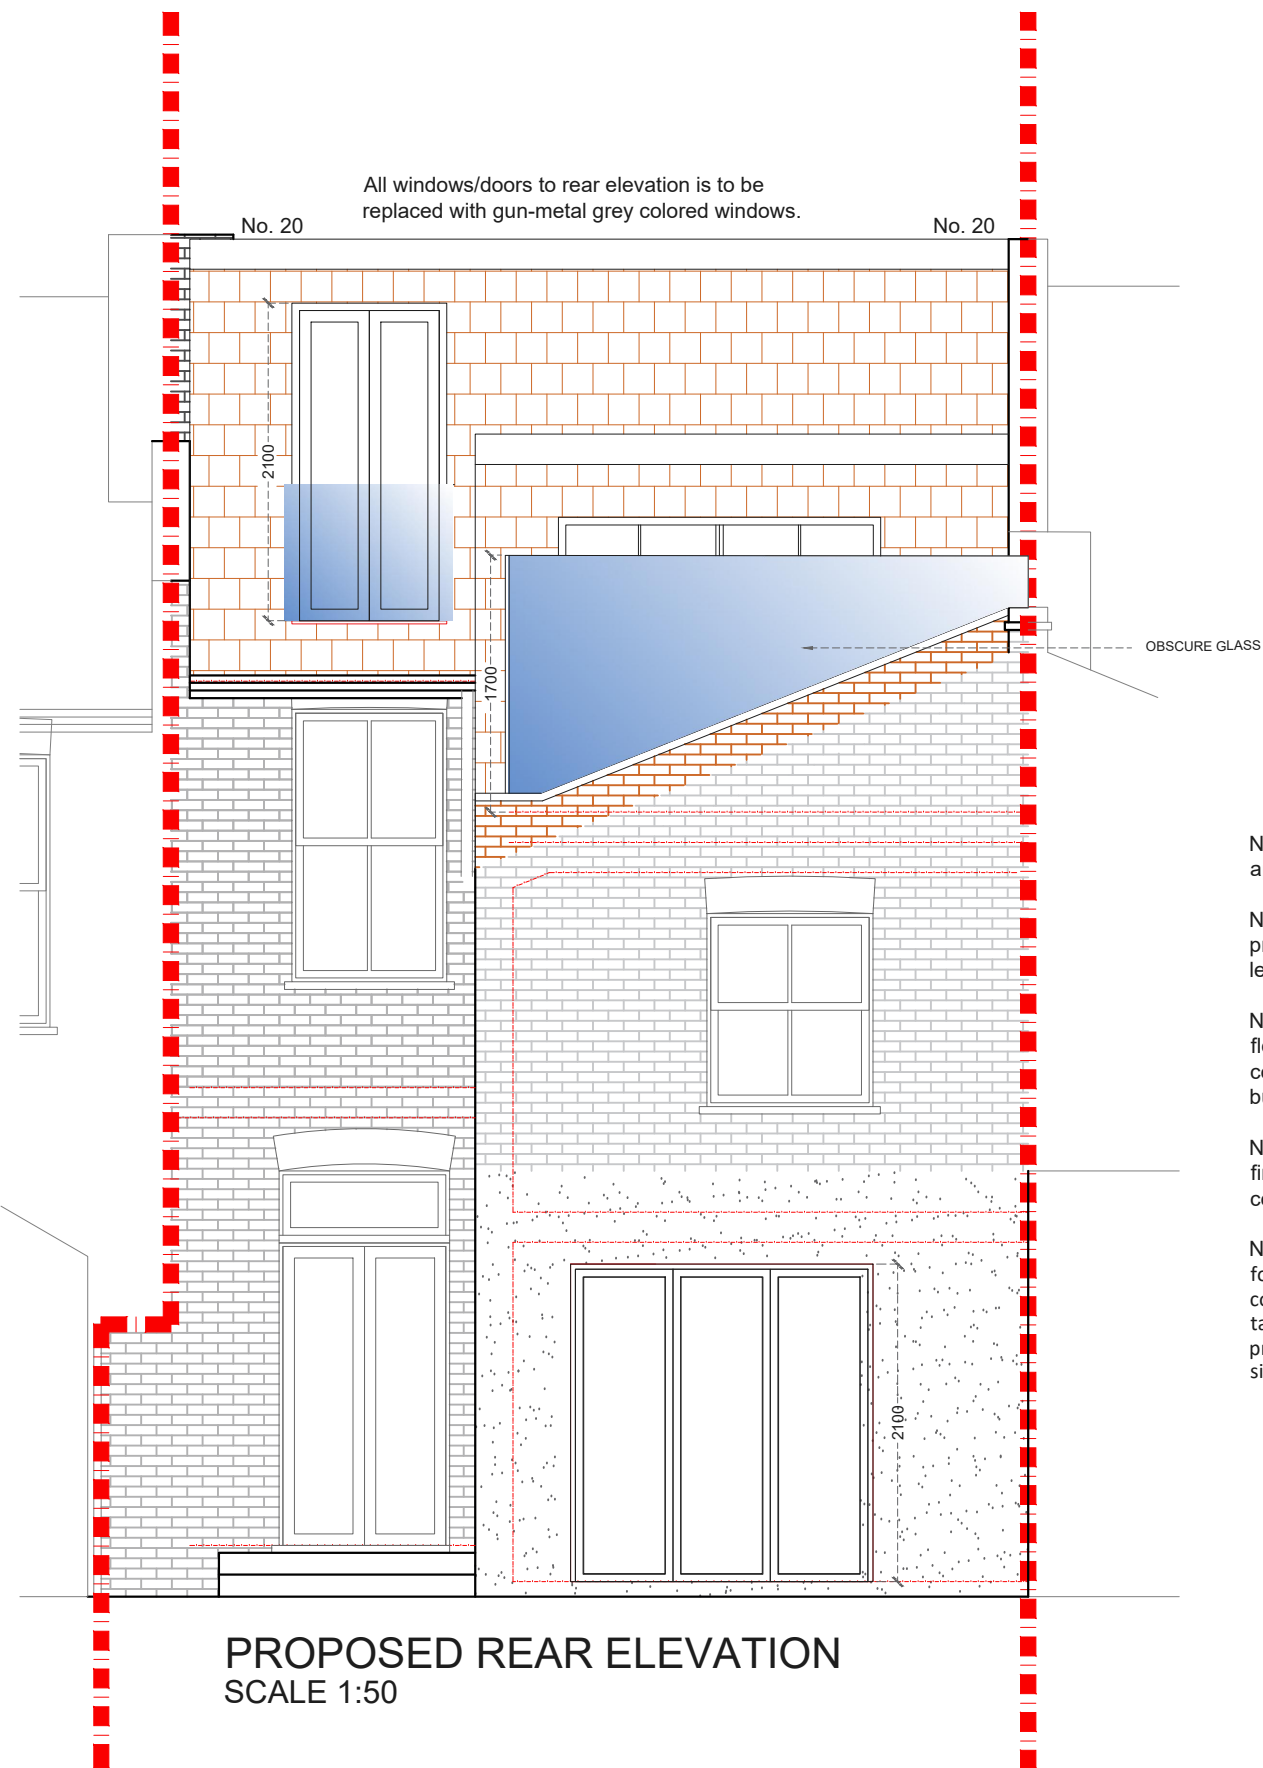 All windows/doors to rear elevation is to be
replaced with gun-metal grey colored windows.
No. 20
No. 20
2100
1700
OBSCURE GLASS
2100
PROPOSED REAR ELEVATION
SCALE 1:50